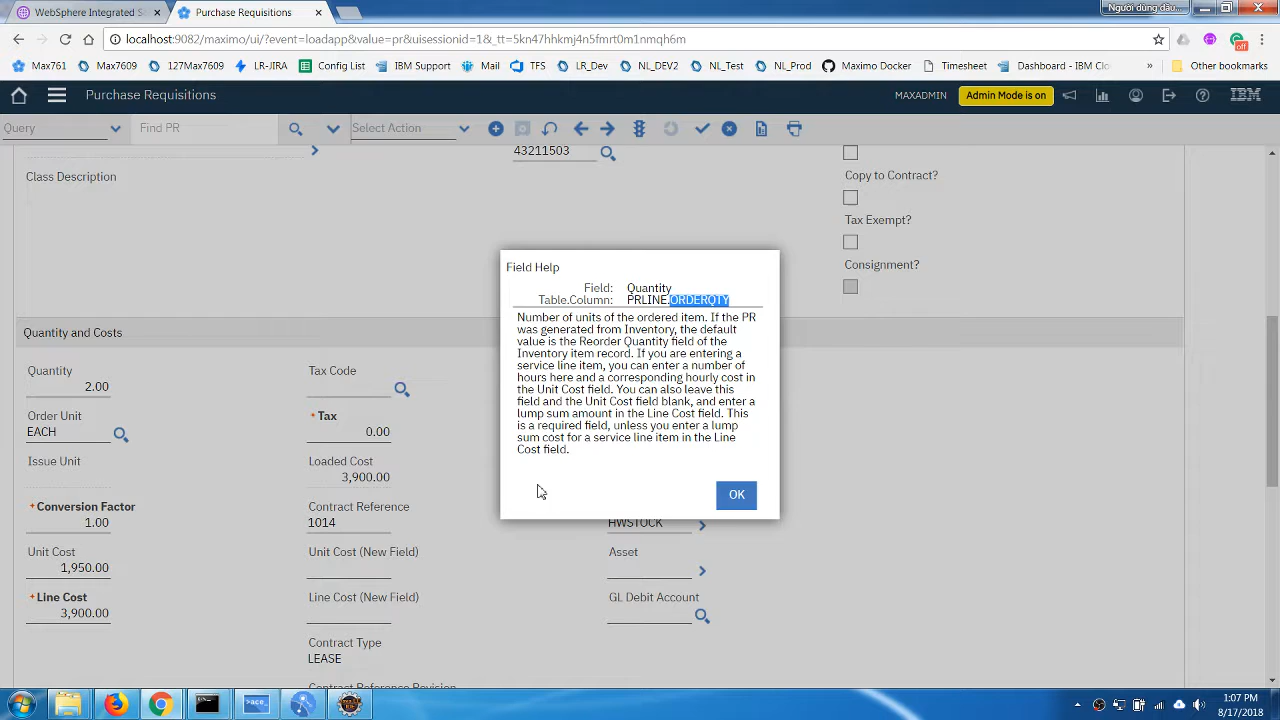 WebSphere Integrated S
Purchase Requisitions
Người dùng đầu...
localhost:9082/maximo/ui/?event=loadapp&value=pr&uisessionid=1&_tt=5kn47hhkmj4n5fmrt0m1nmqh6m
Max761
Max7609
127Max7609
LR-JIRA
Config List
IBM Support
Mail
TFS
LR_Dev
NL_DEV2
NL_Test
NL_Prod
Maximo Docker
Timesheet
Dashboard - IBM Clo
»
Other bookmarks
Purchase Requisitions
MAXADMIN
Admin Mode is on
IBM
Query
Find PR
Select Action
43211503
Class Description
Copy to Contract?
Tax Exempt?
Consignment?
Field Help
Field: Quantity
Table.Column: PRLINE.ORDERQTY
Number of units of the ordered item. If the PR
was generated from Inventory, the default
value is the Reorder Quantity field of the
Inventory item record. If you are entering a
service line item, you can enter a number of
hours here and a corresponding hourly cost in
the Unit Cost field. You can also leave this
field and the Unit Cost field blank, and enter a
lump sum amount in the Line Cost field. This
is a required field, unless you enter a lump
sum cost for a service line item in the Line
Cost field.
OK
Quantity and Costs
Quantity
2.00
Order Unit
EACH
Issue Unit
*Conversion Factor
1.00
Unit Cost
1,950.00
*Line Cost
3,900.00
Tax Code
*Tax
0.00
Loaded Cost
3,900.00
Contract Reference
1014
Unit Cost (New Field)
Line Cost (New Field)
Contract Type
LEASE
Contract Reference Revision
HWSTOCK
Asset
GL Debit Account
1:07 PM
8/17/2018